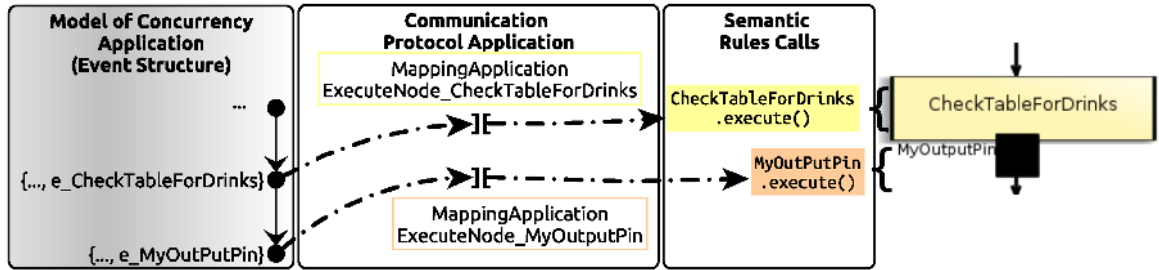 Model of Concurrency
Application
(Event Structure)
...
{..., e_CheckTableForDrinks}
{..., e_MyOutPutPin}
Communication
Protocol Application
MappingApplication
ExecuteNode_CheckTableForDrinks
][
][
MappingApplication
ExecuteNode_MyOutputPin
Semantic
Rules Calls
CheckTableForDrinks
.execute()
{
MyOutPutPin
.execute()
{
CheckTableForDrinks
MyOutputPin